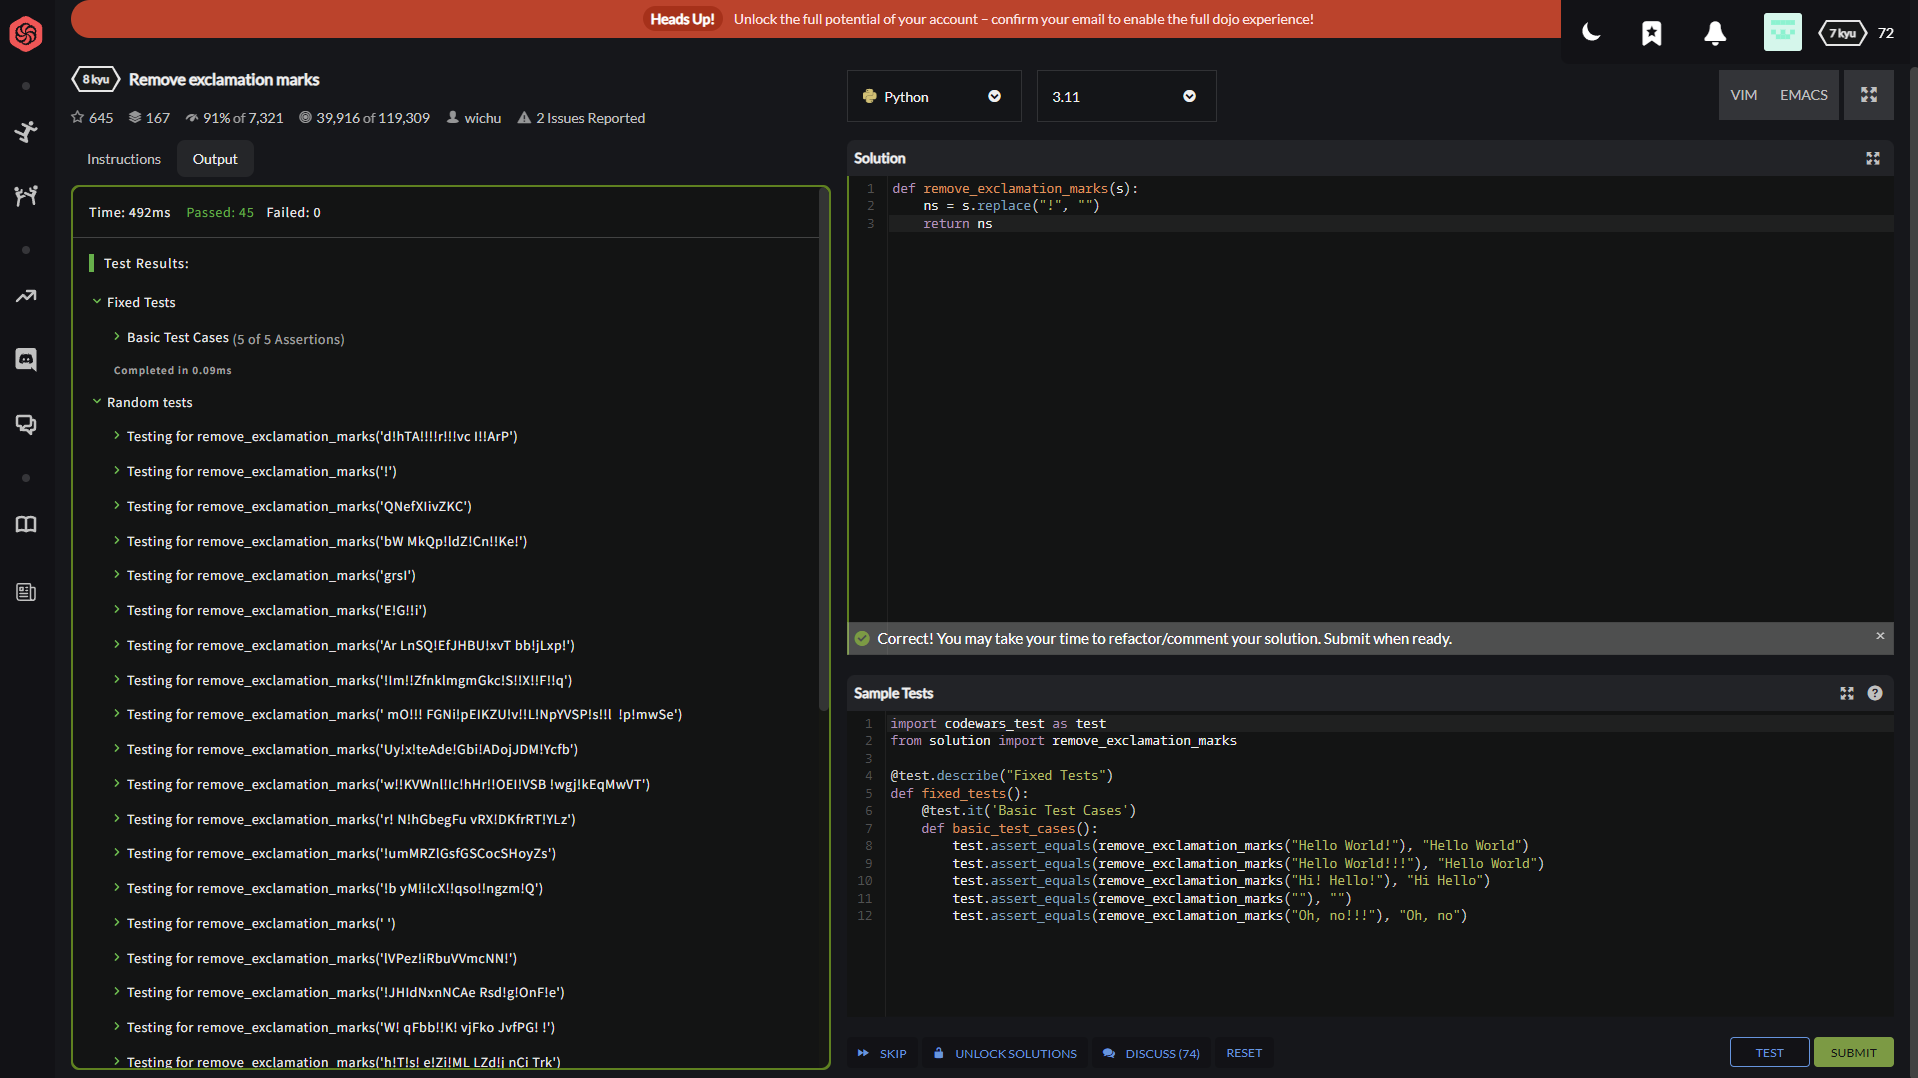 Heads Up! Unlock the full potential of your account – confirm your email to enable the full dojo experience!
7 kyu 72
8 kyu Remove exclamation marks
645 167 91% of 7,321 39,916 of 119,309 wichu 2 Issues Reported
Instructions Output
Time: 492ms Passed: 45 Failed: 0
Test Results:
Fixed Tests
Basic Test Cases (5 of 5 Assertions)
Completed in 0.09ms
Random tests
Testing for remove_exclamation_marks('d!hTA!!!!r!!!vc I!!ArP')
Testing for remove_exclamation_marks('!')
Testing for remove_exclamation_marks('QNefXIivZKC')
Testing for remove_exclamation_marks('bW MkQp!ldZ!Cn!!Ke!')
Testing for remove_exclamation_marks('grsI')
Testing for remove_exclamation_marks('E!G!!i')
Testing for remove_exclamation_marks('Ar LnSQ!EfJHBU!xvT bb!jLxp!')
Testing for remove_exclamation_marks('!Im!!ZfnklmgmGkc!S!!X!!F!!q')
Testing for remove_exclamation_marks(' mO!!! FGNi!pEIKZU!v!!L!NpYVSP!s!!l !p!mwSe')
Testing for remove_exclamation_marks('Uy!x!teAde!Gbi!ADojJDM!Ycfb')
Testing for remove_exclamation_marks('w!!KVWnl!Ic!hHr!!OEI!VSB !wgj!kEqMwVT')
Testing for remove_exclamation_marks('r! N!hGbegFu vRX!DKfrRT!YLz')
Testing for remove_exclamation_marks('!umMRZlGsfGSCocSHoyZs')
Testing for remove_exclamation_marks('!b yM!i!cX!!qso!!ngzm!Q')
Testing for remove_exclamation_marks(' ')
Testing for remove_exclamation_marks('lVPez!iRbuVVmcNN!')
Testing for remove_exclamation_marks('!JHIdNxnNCAe Rsd!g!OnF!e')
Testing for remove_exclamation_marks('W! qFbb!!K! vjFko JvfPG! !')
Testing for remove_exclamation_marks('h!T!s! e!Zi!ML LZd!j nCi Trk')
Python 3.11 VIM EMACS
Solution
1 def remove_exclamation_marks(s):
2 ns = s.replace("!", "")
3 return ns
Correct! You may take your time to refactor/comment your solution. Submit when ready. ×
Sample Tests ?
1 import codewars_test as test
2 from solution import remove_exclamation_marks
3
4 @test.describe("Fixed Tests")
5 def fixed_tests():
6 @test.it('Basic Test Cases')
7 def basic_test_cases():
8 test.assert_equals(remove_exclamation_marks("Hello World!"), "Hello World")
9 test.assert_equals(remove_exclamation_marks("Hello World!!!"), "Hello World")
10 test.assert_equals(remove_exclamation_marks("Hi! Hello!"), "Hi Hello")
11 test.assert_equals(remove_exclamation_marks(""), "")
12 test.assert_equals(remove_exclamation_marks("Oh, no!!!"), "Oh, no")
SKIP UNLOCK SOLUTIONS DISCUSS (74) RESET TEST SUBMIT